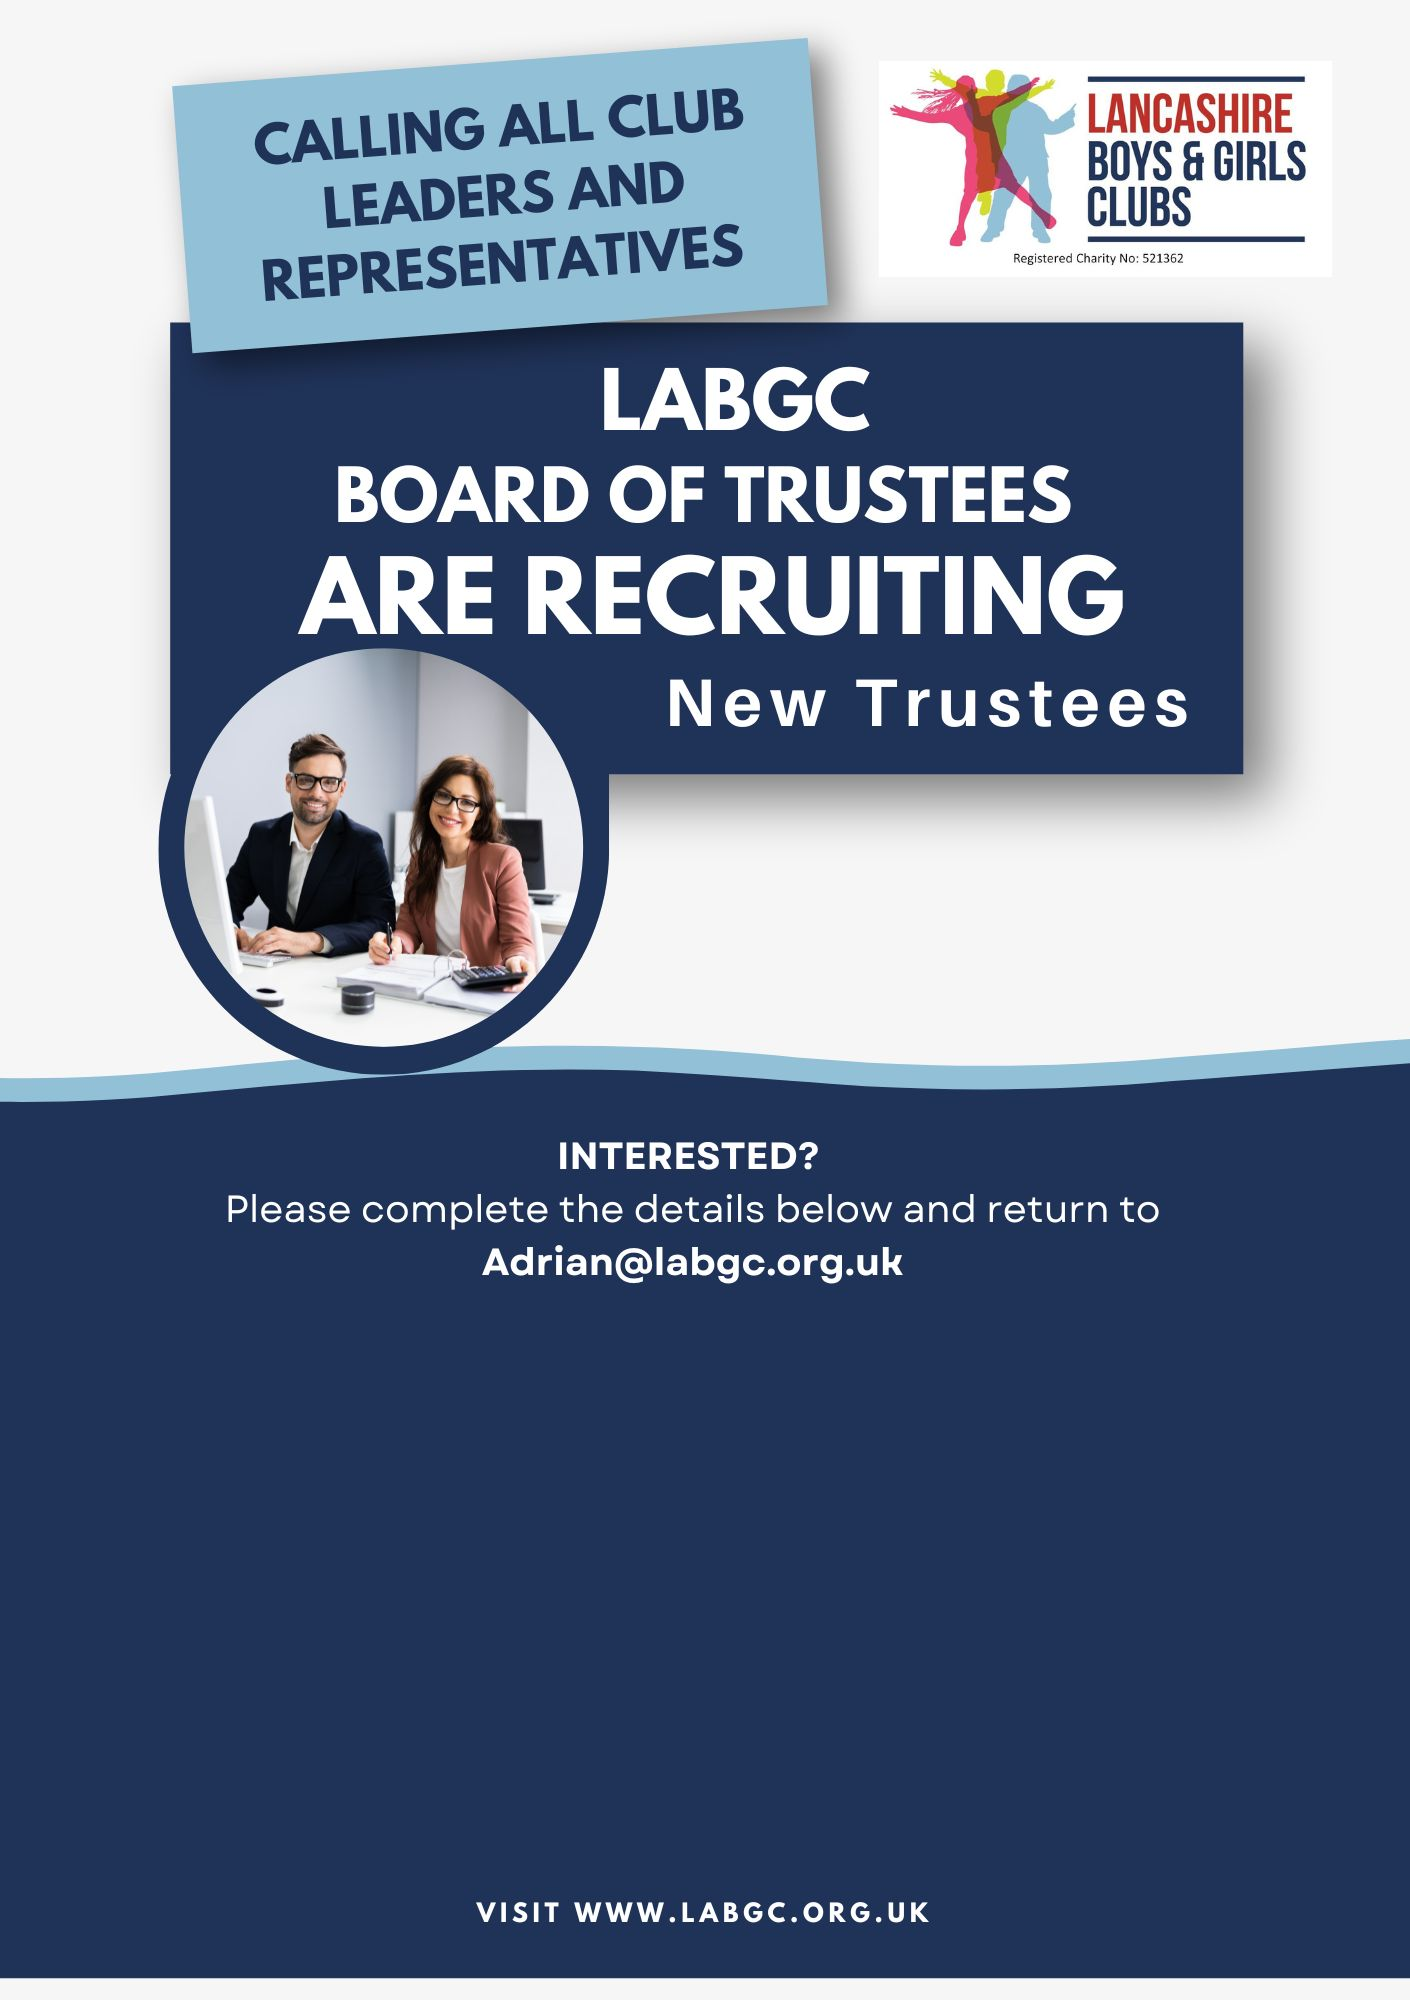 CALLING ALL CLUB
LEADERS AND
REPRESENTATIVES
LANCASHIRE
BOYS & GIRLS
CLUBS
Registered Charity No: 521362
LABGC
BOARD OF TRUSTEES
ARE RECRUITING
New Trustees
INTERESTED?
Please complete the details below and return to
Adrian@labgc.org.uk
VISIT WWW.LABGC.ORG.UK